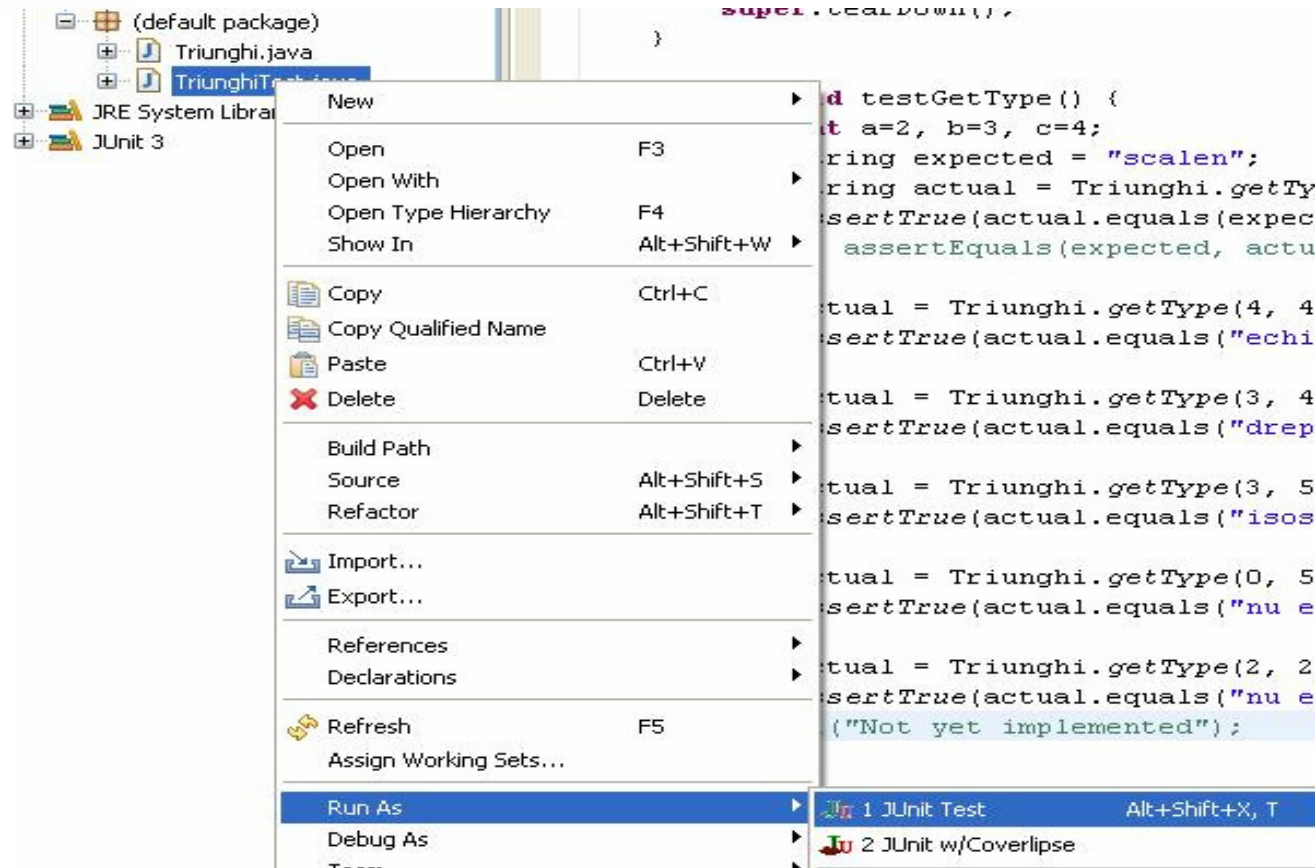 super.tearDown();
(default package)
}
Triunghi.java
TriunghiTest.java
New
d testGetType() {
JRE System Librar
t a=2, b=3, c=4;
JUnit 3
Open F3
ring expected = "scalen";
Open With
ring actual = Triunghi.getTy
Open Type Hierarchy F4
sertTrue(actual.equals(expec
Show In Alt+Shift+W
assertEquals(expected, actu
Copy Ctrl+C
tual = Triunghi.getType(4, 4
Copy Qualified Name
sertTrue(actual.equals("echi
Paste Ctrl+V
Delete Delete
tual = Triunghi.getType(3, 4
sertTrue(actual.equals("drep
Build Path
Source Alt+Shift+S
tual = Triunghi.getType(3, 5
Refactor Alt+Shift+T
sertTrue(actual.equals("isos
Import...
tual = Triunghi.getType(0, 5
Export...
sertTrue(actual.equals("nu e
References
tual = Triunghi.getType(2, 2
Declarations
sertTrue(actual.equals("nu e
Refresh F5
("Not yet implemented");
Assign Working Sets...
Run As
1 JUnit Test Alt+Shift+X, T
Debug As
2 JUnit w/Coverlipse
Team